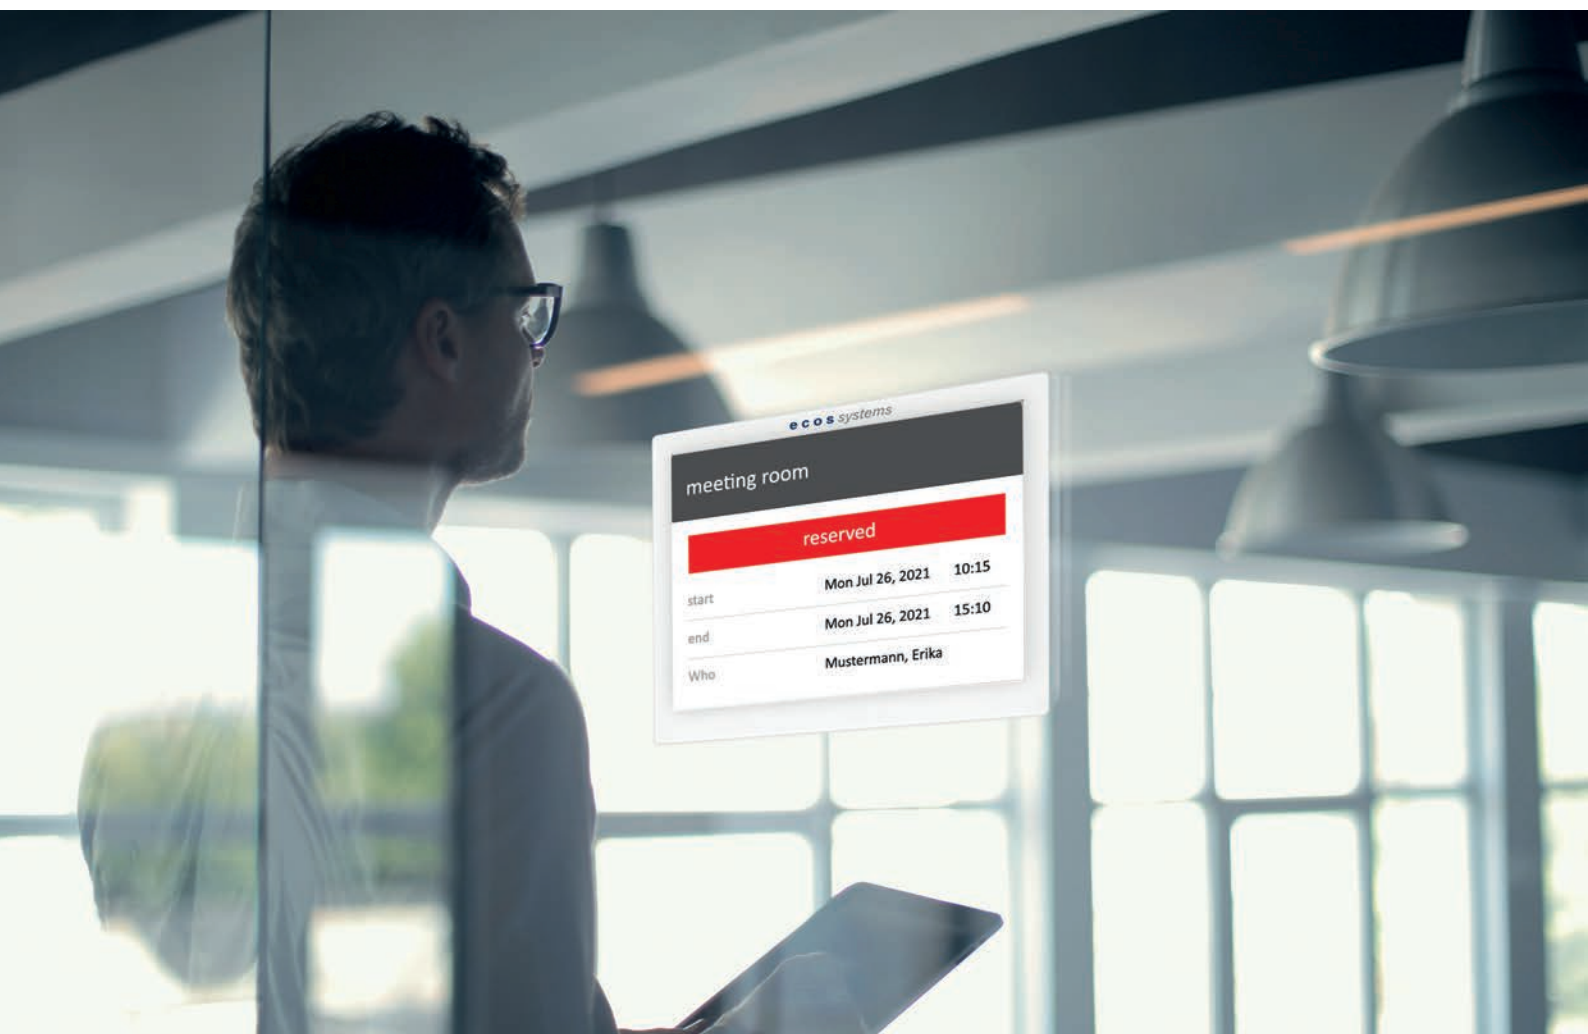 ecos systems
meeting room
reserved
start Mon Jul 26, 2021 10:15
end Mon Jul 26, 2021 15:10
Who Mustermann, Erika